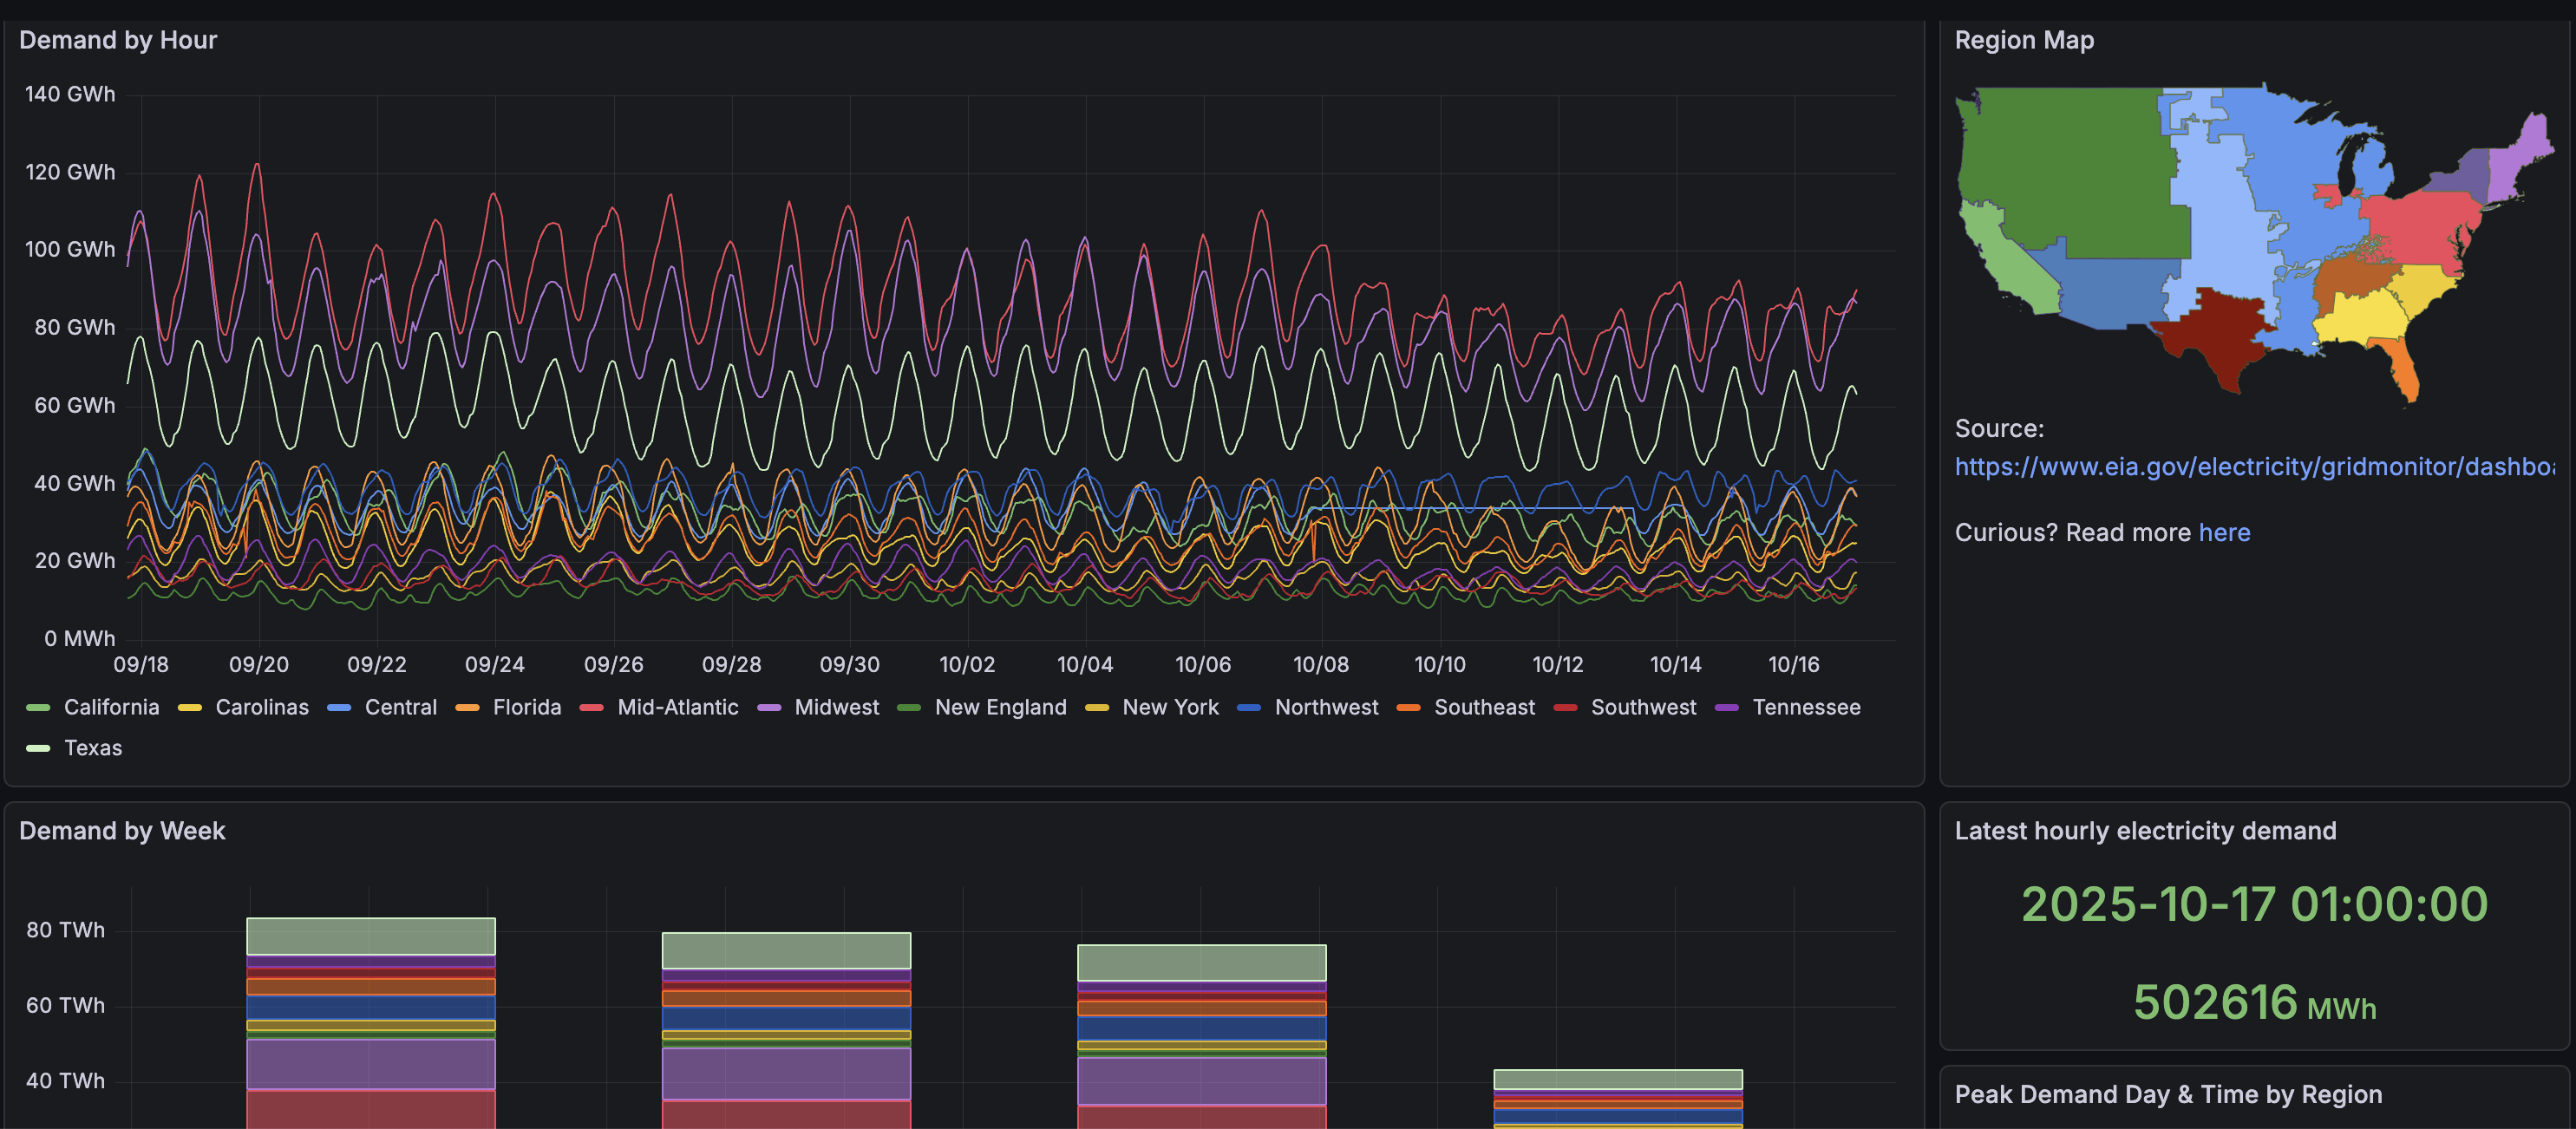 Demand by Hour
140 GWh
120 GWh
100 GWh
80 GWh
60 GWh
40 GWh
20 GWh
0 MWh
09/18 09/20 09/22 09/24 09/26 09/28 09/30 10/02 10/04 10/06 10/08 10/10 10/12 10/14 10/16
California Carolinas Central Florida Mid-Atlantic Midwest New England New York Northwest Southeast Southwest Tennessee
Texas
Region Map
Source:
https://www.eia.gov/electricity/gridmonitor/dashboa
Curious? Read more here
Demand by Week
80 TWh
60 TWh
40 TWh
Latest hourly electricity demand
2025-10-17 01:00:00
502616 MWh
Peak Demand Day & Time by Region